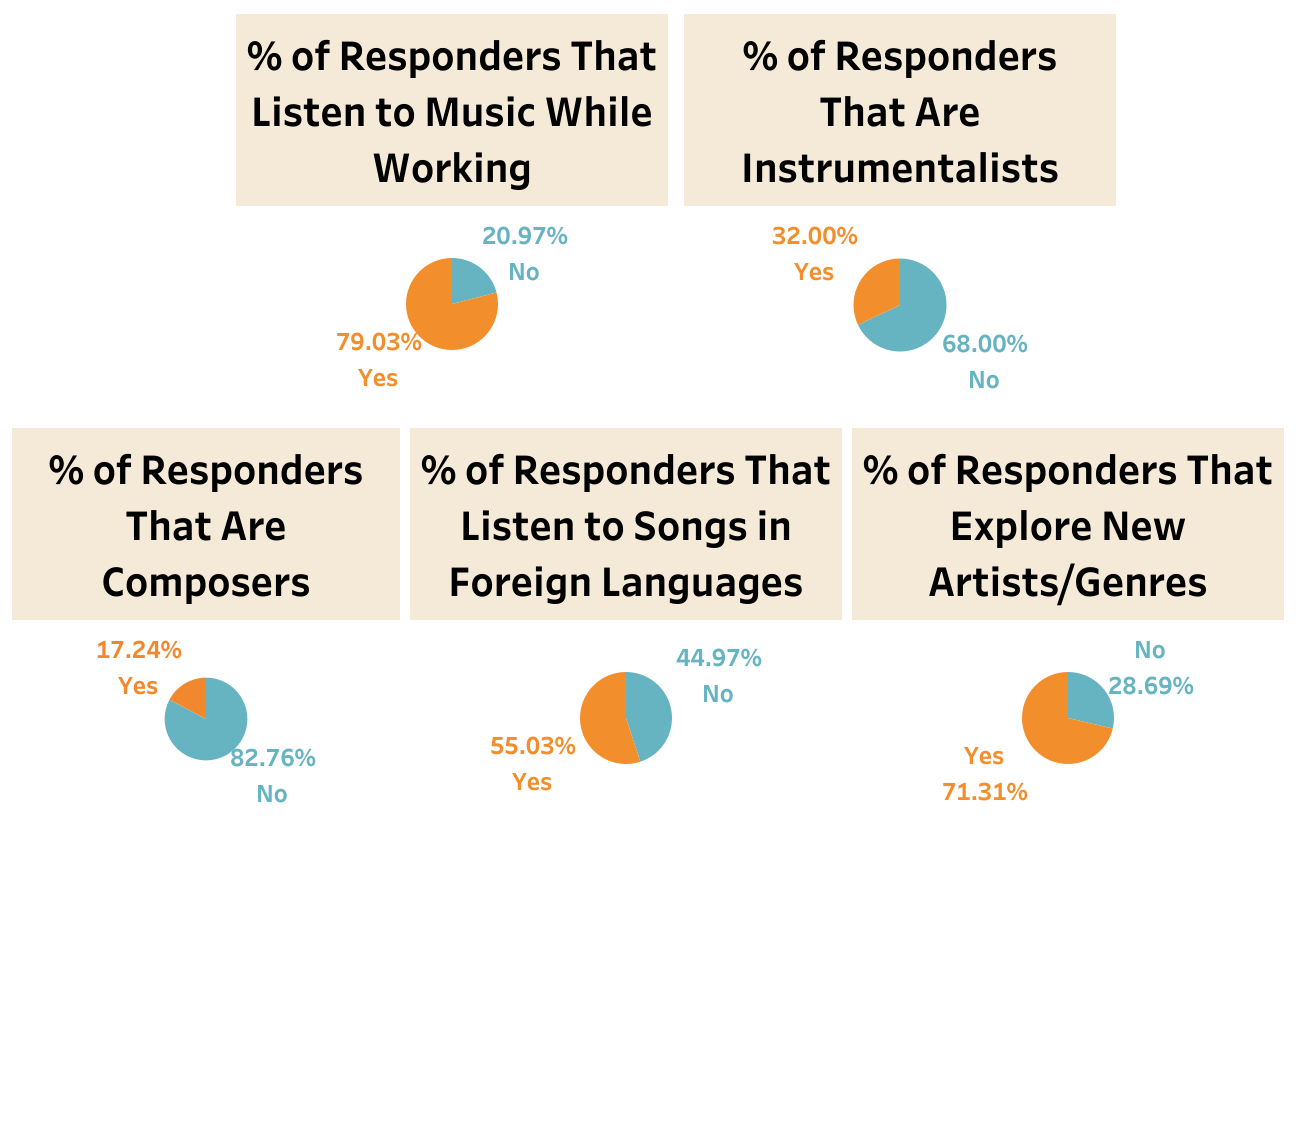 % of Responders That
Listen to Music While
Working
20.97%
No
79.03%
Yes
% of Responders
That Are
Instrumentalists
32.00%
Yes
68.00%
No
% of Responders
That Are
Composers
17.24%
Yes
82.76%
No
% of Responders That
Listen to Songs in
Foreign Languages
44.97%
No
55.03%
Yes
% of Responders That
Explore New
Artists/Genres
No
28.69%
Yes
71.31%